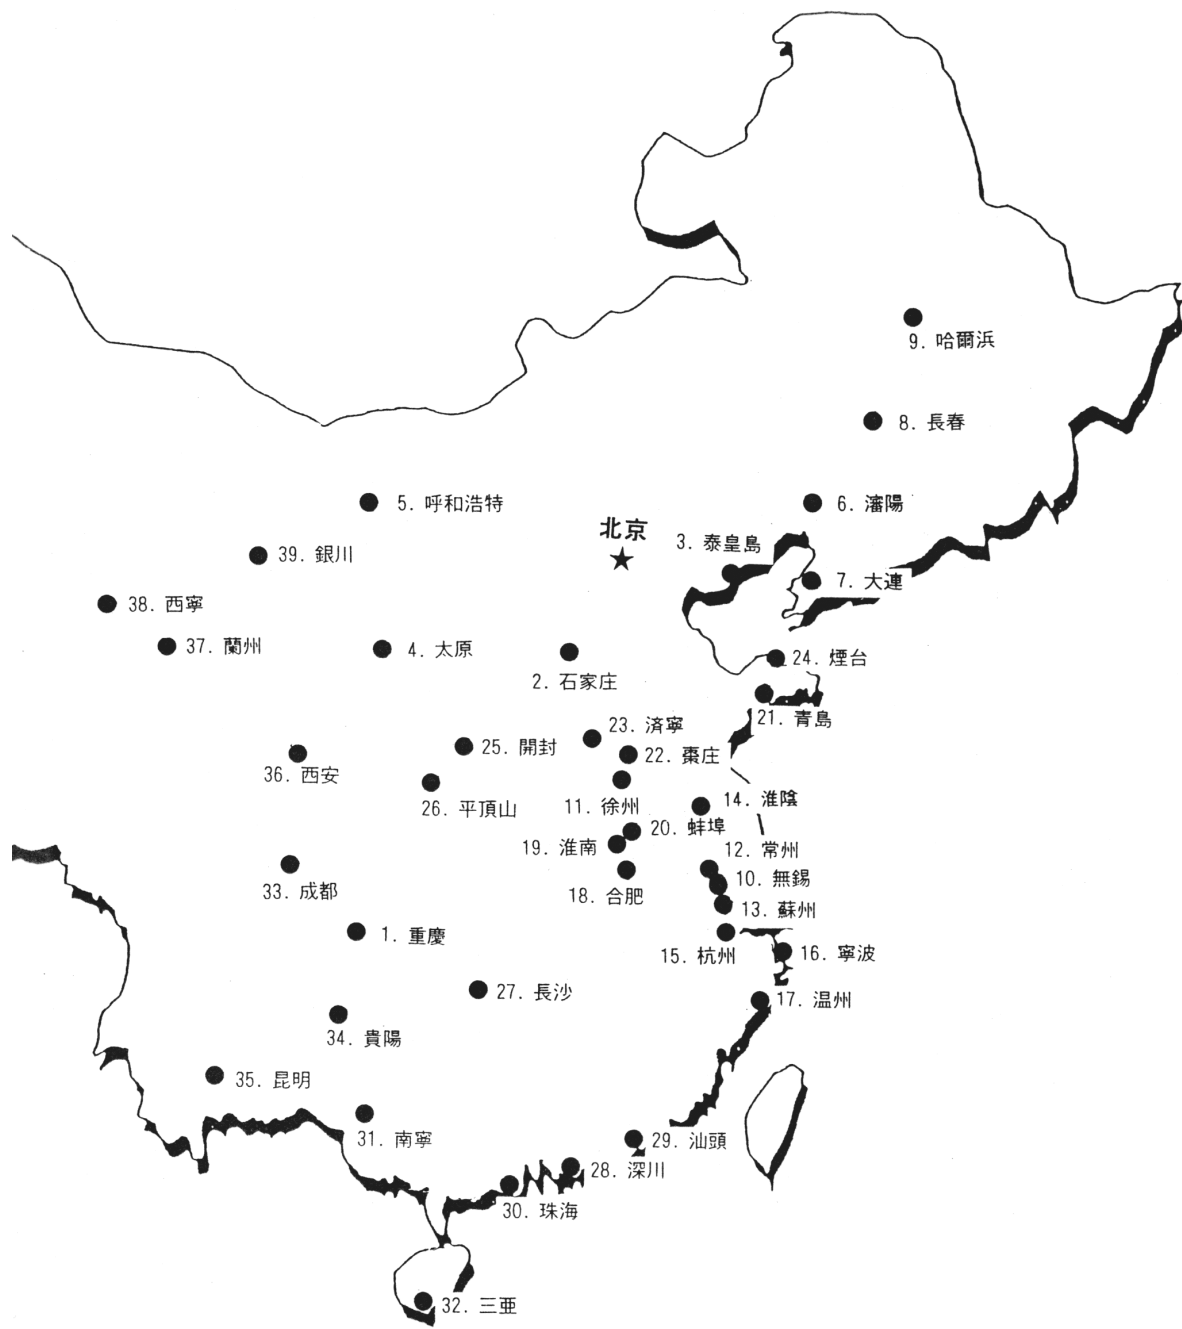 9. 哈爾浜
8. 長春
5. 呼和浩特
6. 瀋陽
北京
3. 泰皇島
39. 銀川
7. 大連
38. 西寧
37. 蘭州
4. 太原
24. 煙台
2. 石家庄
21. 青島
23. 済寧
25. 開封
22. 棗庄
36. 西安
26. 平頂山
11. 徐州
14. 淮陰
20. 蚌埠
19. 淮南
12. 常州
10. 無錫
33. 成都
18. 合肥
13. 蘇州
1. 重慶
15. 杭州
16. 寧波
27. 長沙
17. 温州
34. 貴陽
35. 昆明
31. 南寧
29. 汕頭
28. 深川
30. 珠海
32. 三亜